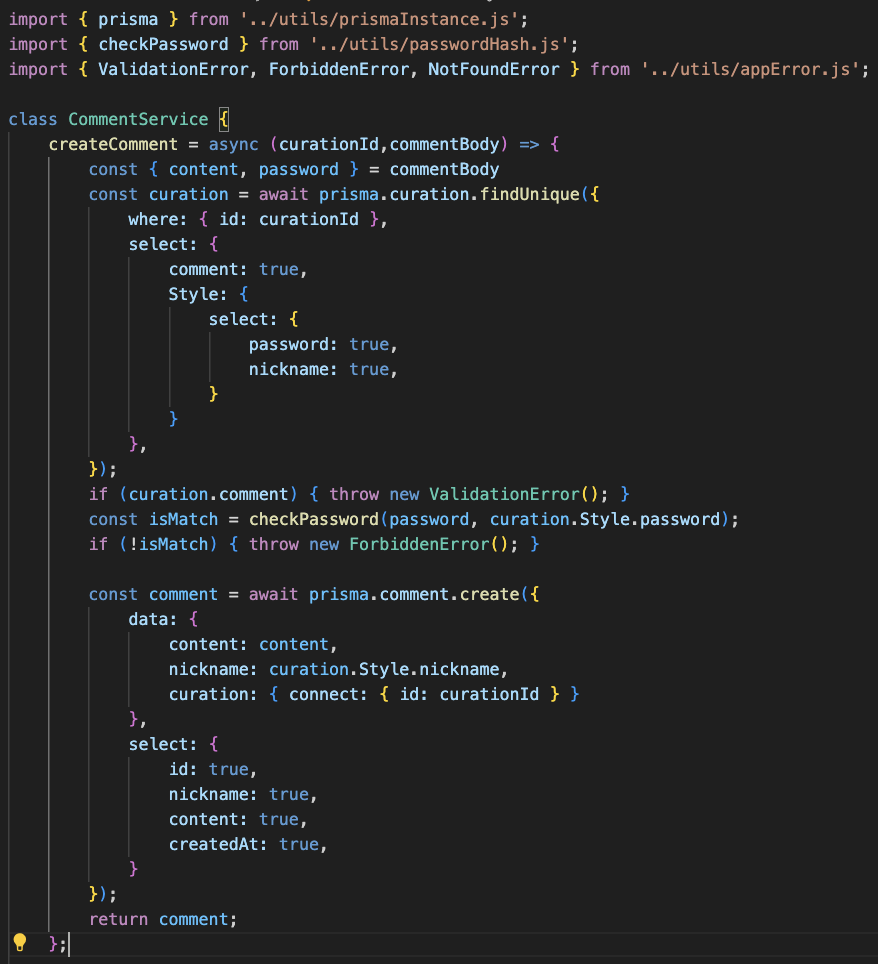 import { prisma } from '../utils/prismaInstance.js';
import { checkPassword } from '../utils/passwordHash.js';
import { ValidationError, ForbiddenError, NotFoundError } from '../utils/appError.js';

class CommentService {
    createComment = async (curationId,commentBody) => {
        const { content, password } = commentBody
        const curation = await prisma.curation.findUnique({
            where: { id: curationId },
            select: {
                comment: true,
                Style: {
                    select: {
                        password: true,
                        nickname: true,
                    }
                }
            },
        });
        if (curation.comment) { throw new ValidationError(); }
        const isMatch = checkPassword(password, curation.Style.password);
        if (!isMatch) { throw new ForbiddenError(); }

        const comment = await prisma.comment.create({
            data: {
                content: content,
                nickname: curation.Style.nickname,
                curation: { connect: { id: curationId } }
            },
            select: {
                id: true,
                nickname: true,
                content: true,
                createdAt: true,
            }
        });
        return comment;
    };